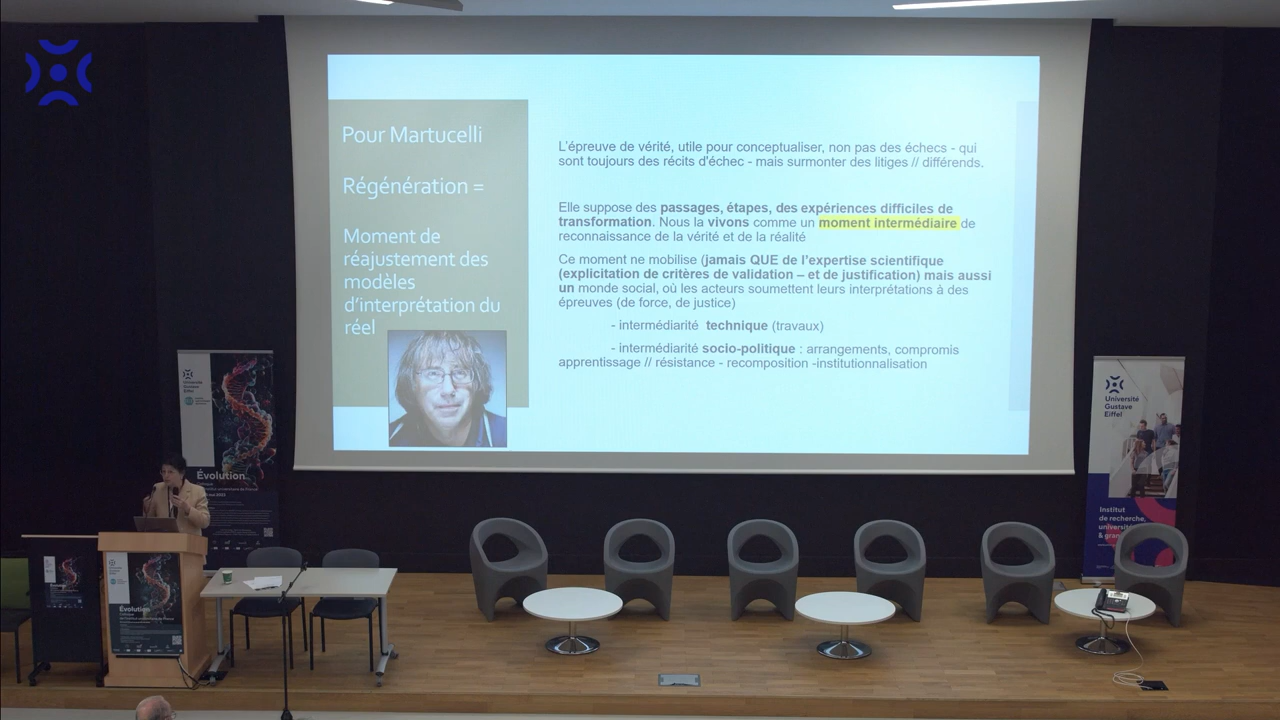 Pour Martucelli
Régénération =
Moment de
réajustement des
modèles
d'interprétation du
réel
L'épreuve de vérité, utile pour conceptualiser, non pas des échecs - qui
sont toujours des récits d'échec - mais surmonter des litiges // différends.
Elle suppose des passages, étapes, des expériences difficiles de
transformation. Nous la vivons comme un moment intermédiaire de
reconnaissance de la vérité et de la réalité
Ce moment ne mobilise (jamais QUE de l'expertise scientifique
(explicitation de critères de validation – et de justification) mais aussi
un monde social, où les acteurs soumettent leurs interprétations à des
épreuves (de force, de justice)
- intermédiarité technique (travaux)
- intermédiarité socio-politique : arrangements, compromis
apprentissage // résistance - recomposition -institutionnalisation
Université
Gustave
Eiffel
Évolution
Évolution
Université
Gustave
Eiffel
Institut
de recherche,